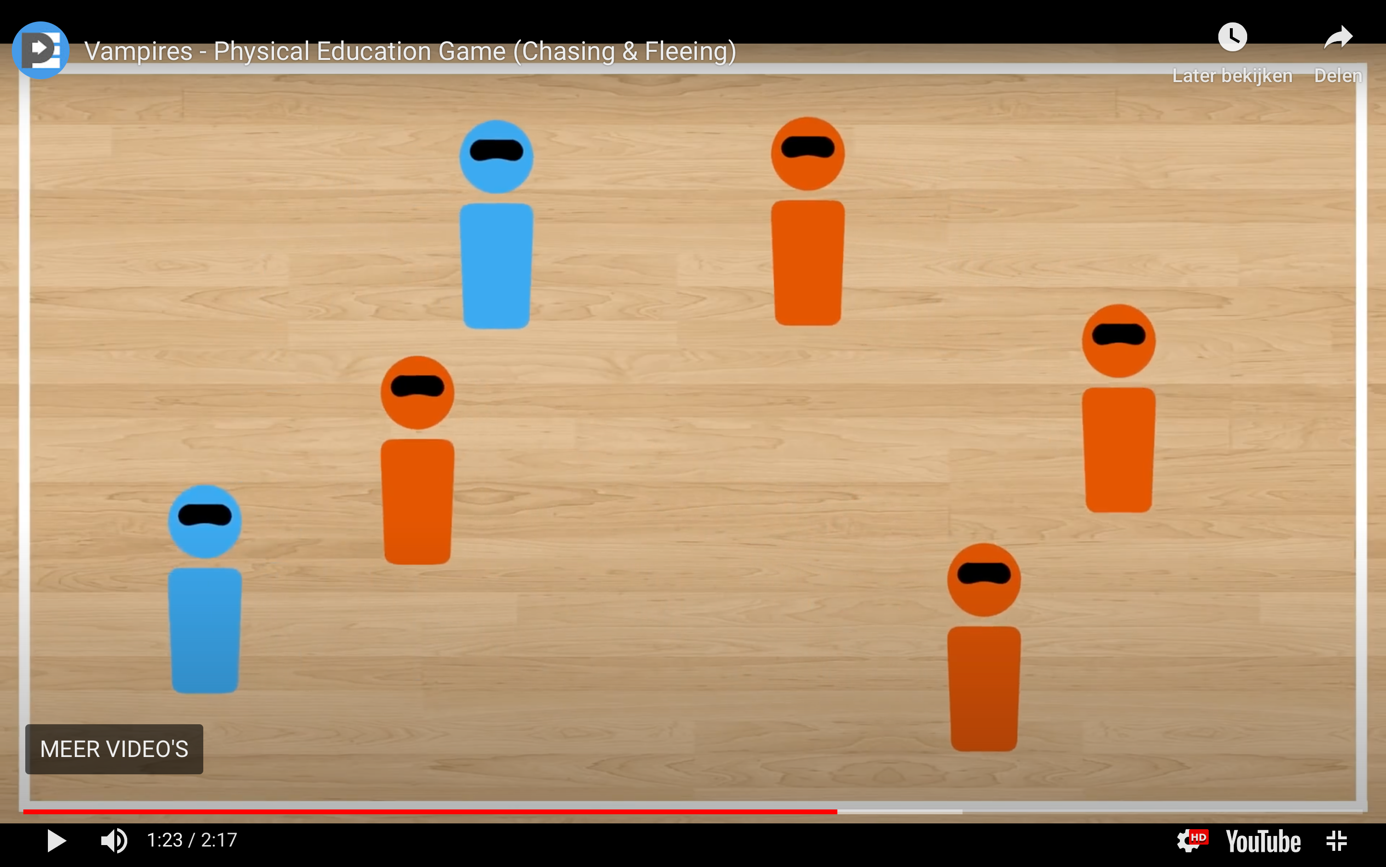 Vampires - Physical Education Game (Chasing & Fleeing)
Later bekijken
Delen
MEER VIDEO'S
1:23 / 2:17
HD
YouTube